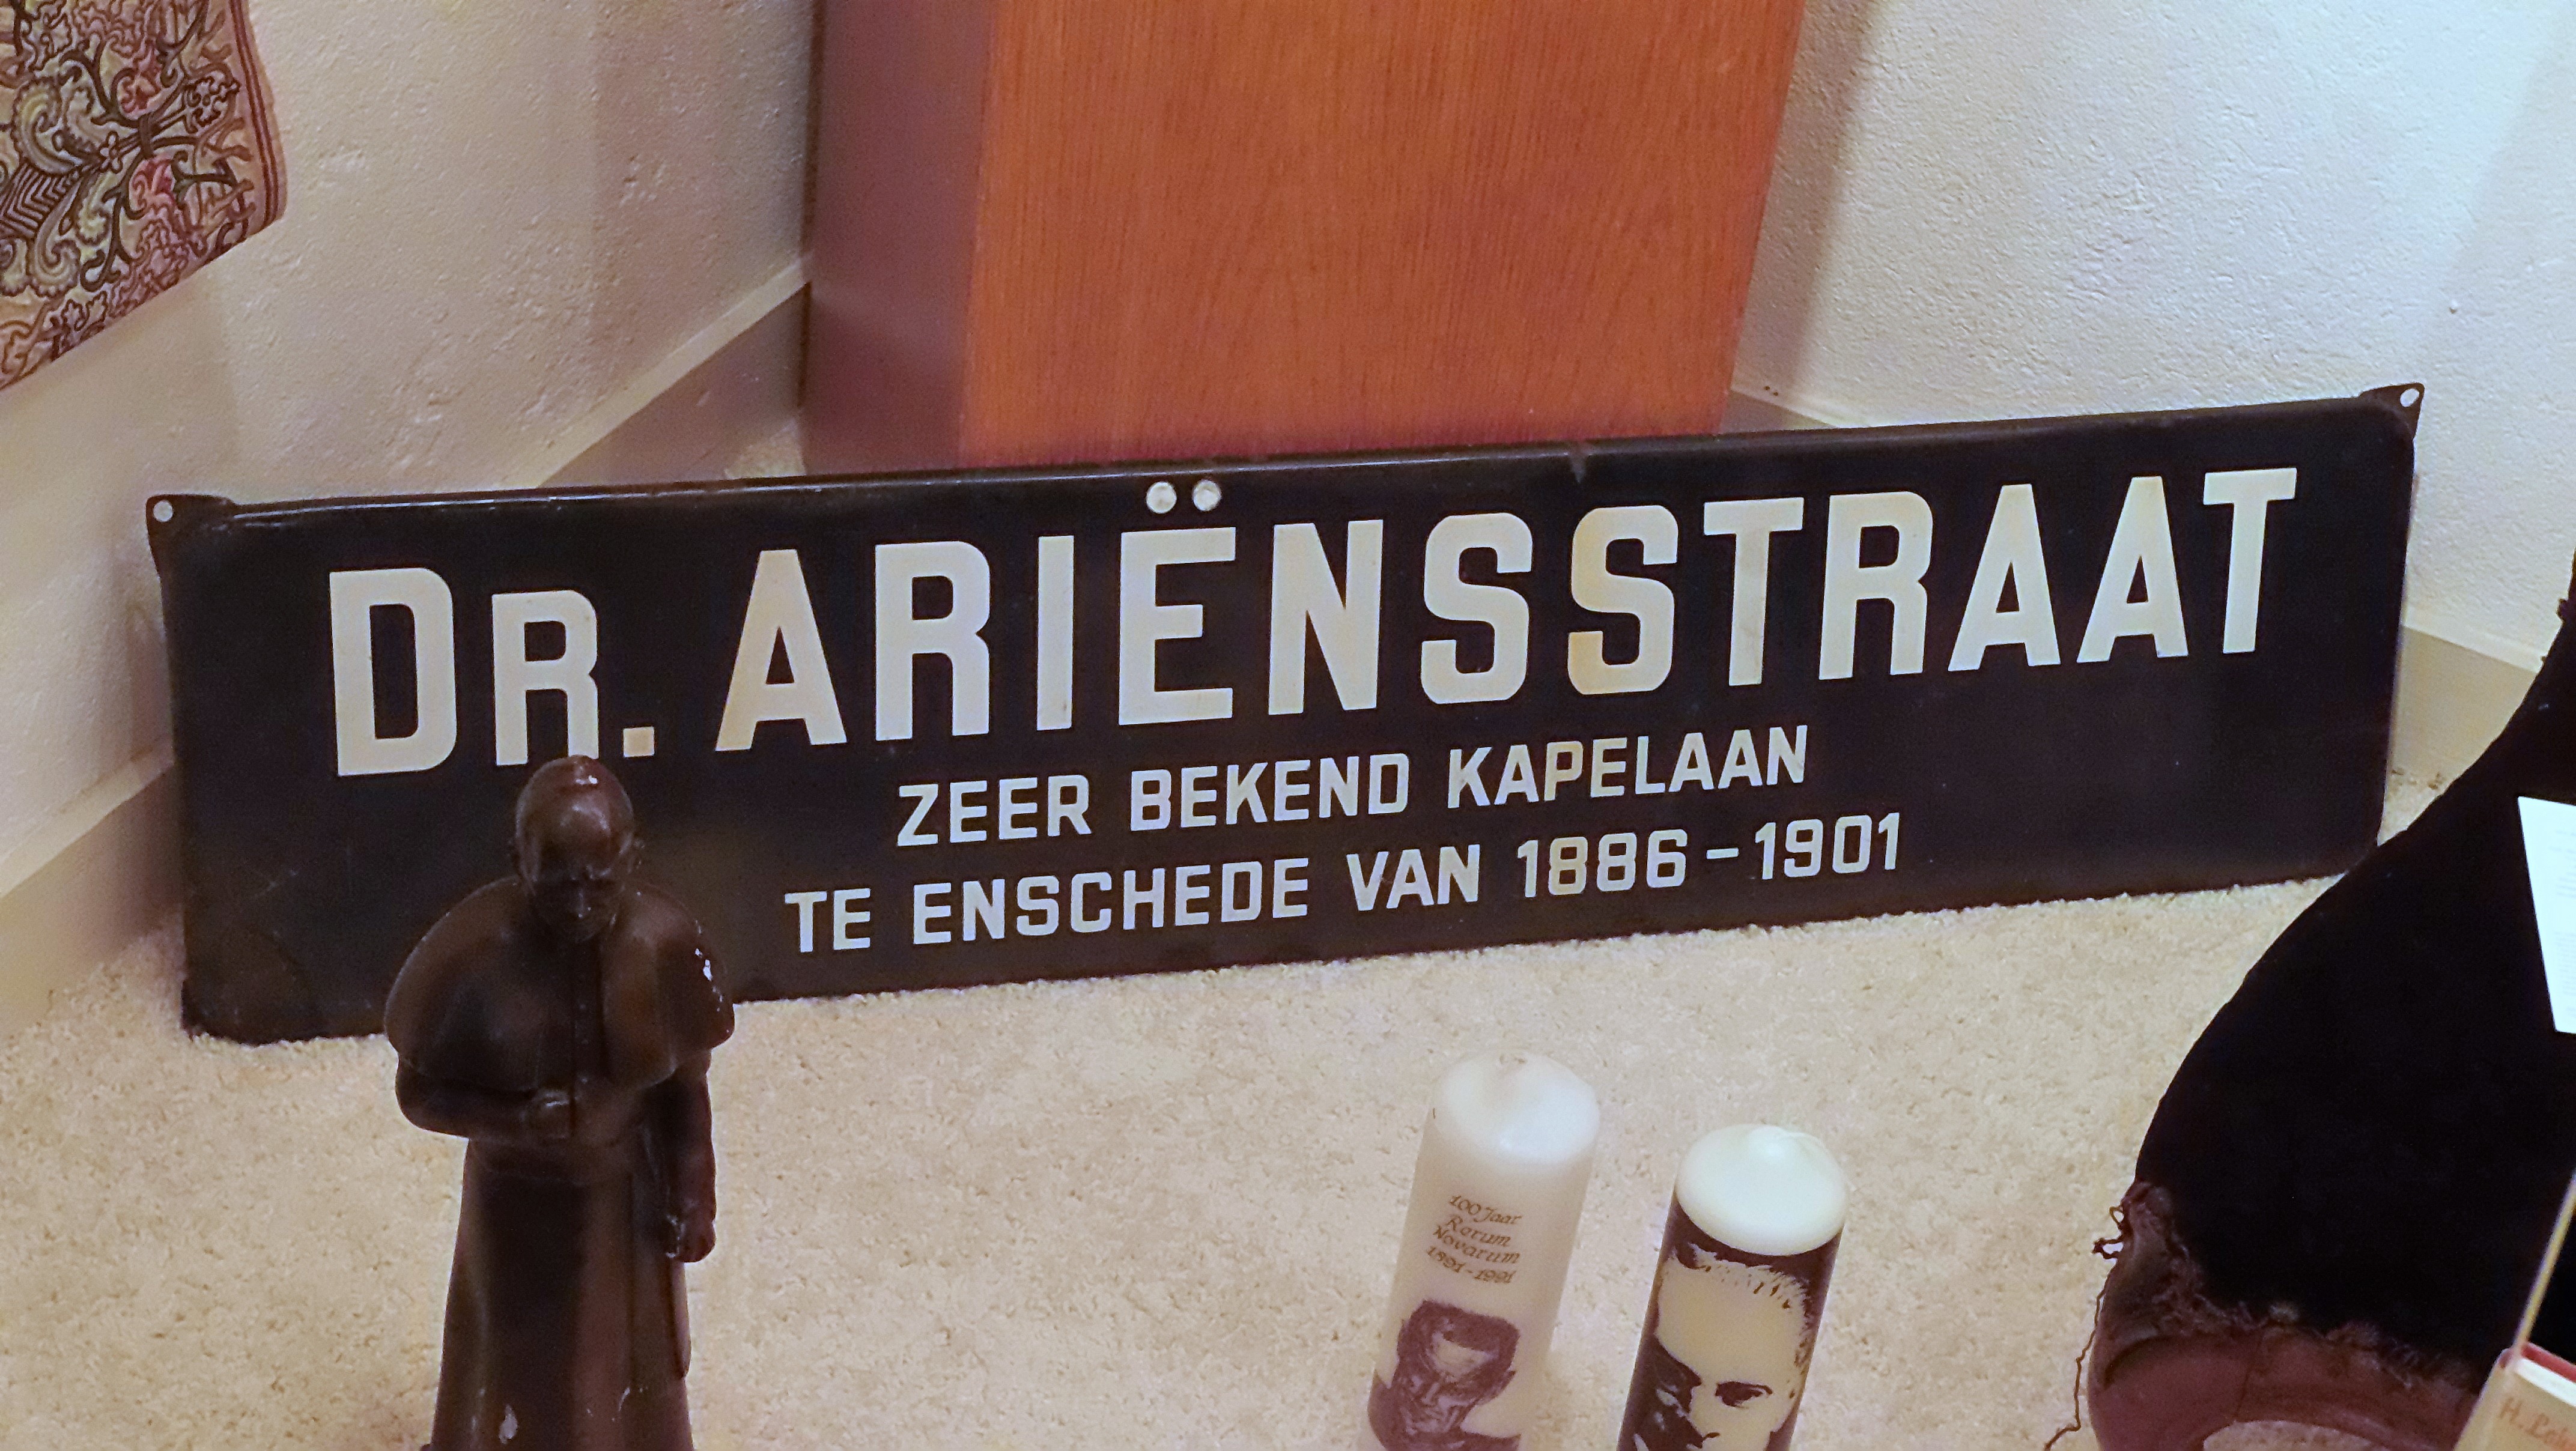 DR. ARIËNSSTRAAT
ZEER BEKEND KAPELAAN
TE ENSCHEDE VAN 1886-1901
100 Jaar
Rerum
Novarum
1891-1991